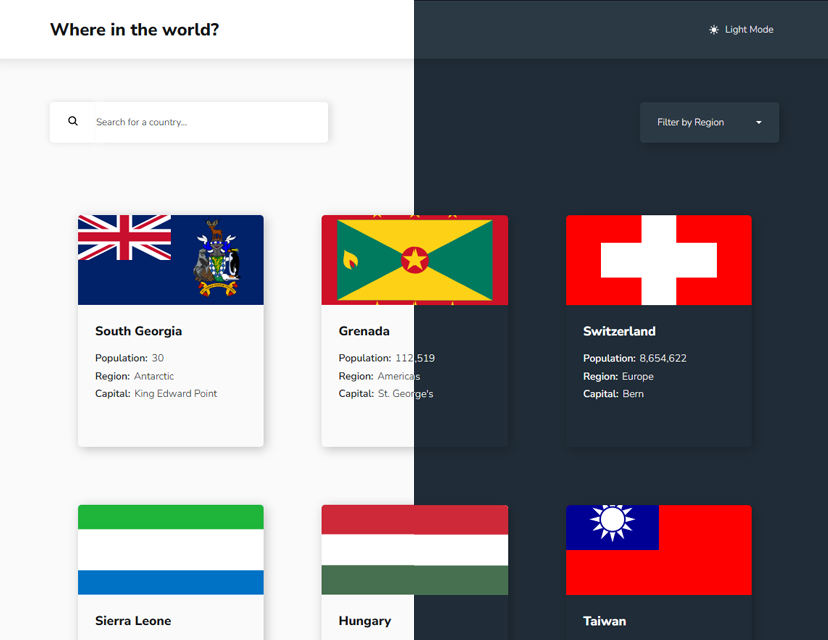 Where in the world?
Light Mode
Search for a country...
Filter by Region
South Georgia
Population: 30
Region: Antarctic
Capital: King Edward Point
Grenada
Population: 112,519
Region: Americas
Capital: St. George's
Switzerland
Population: 8,654,622
Region: Europe
Capital: Bern
Sierra Leone
Hungary
Taiwan